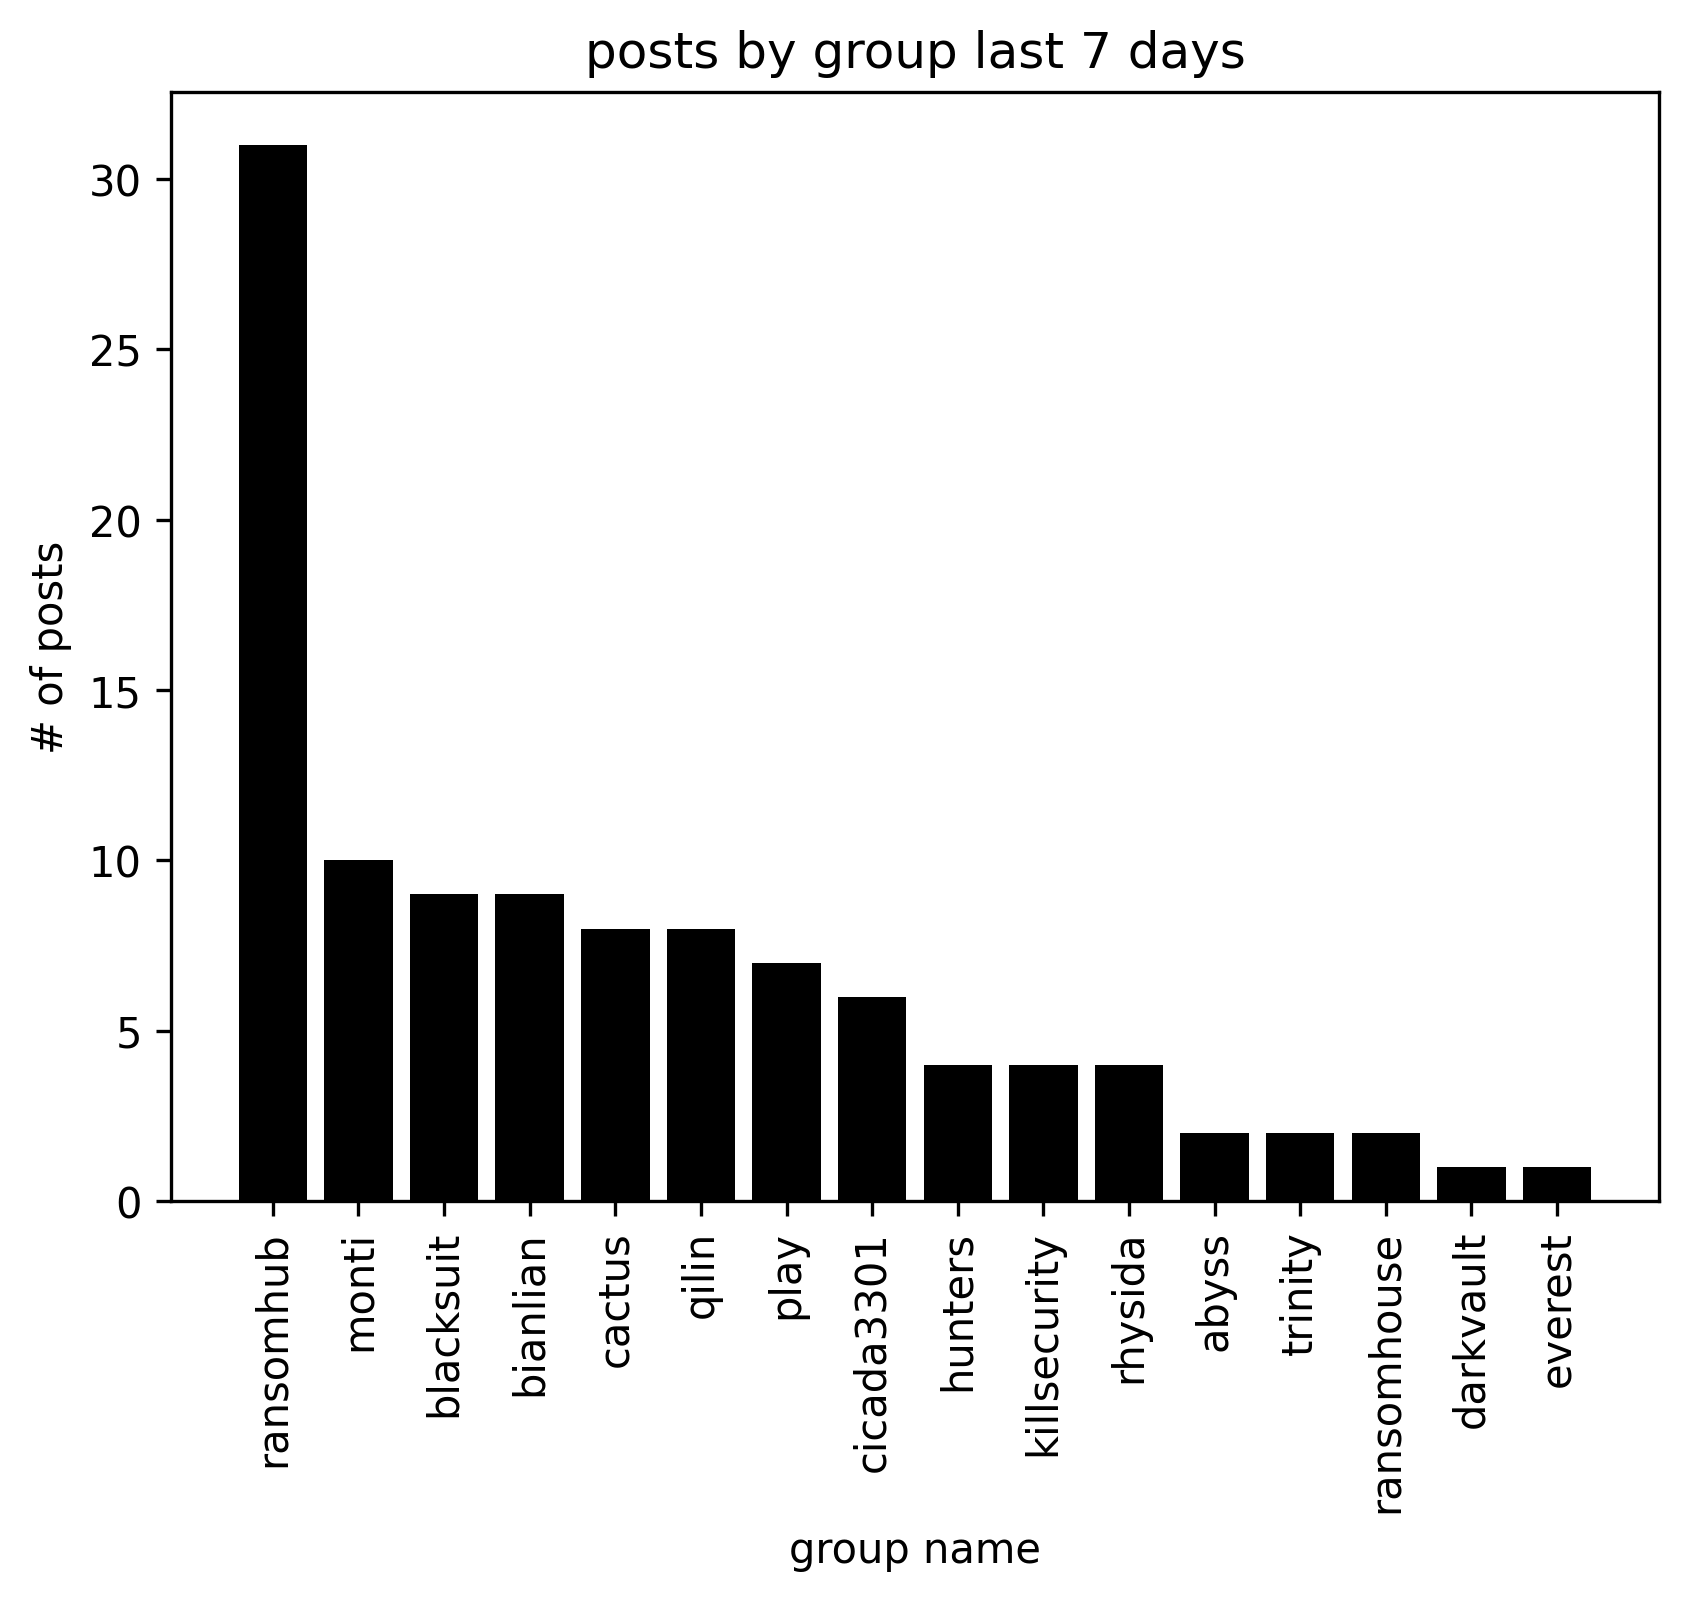 posts by group last 7 days
# of posts
30
25
20
15
10
5
0
ransomhub
monti
blacksuit
bianlian
cactus
qilin
play
cicada3301
hunters
killsecurity
rhysida
abyss
trinity
ransomhouse
darkvault
everest
group name